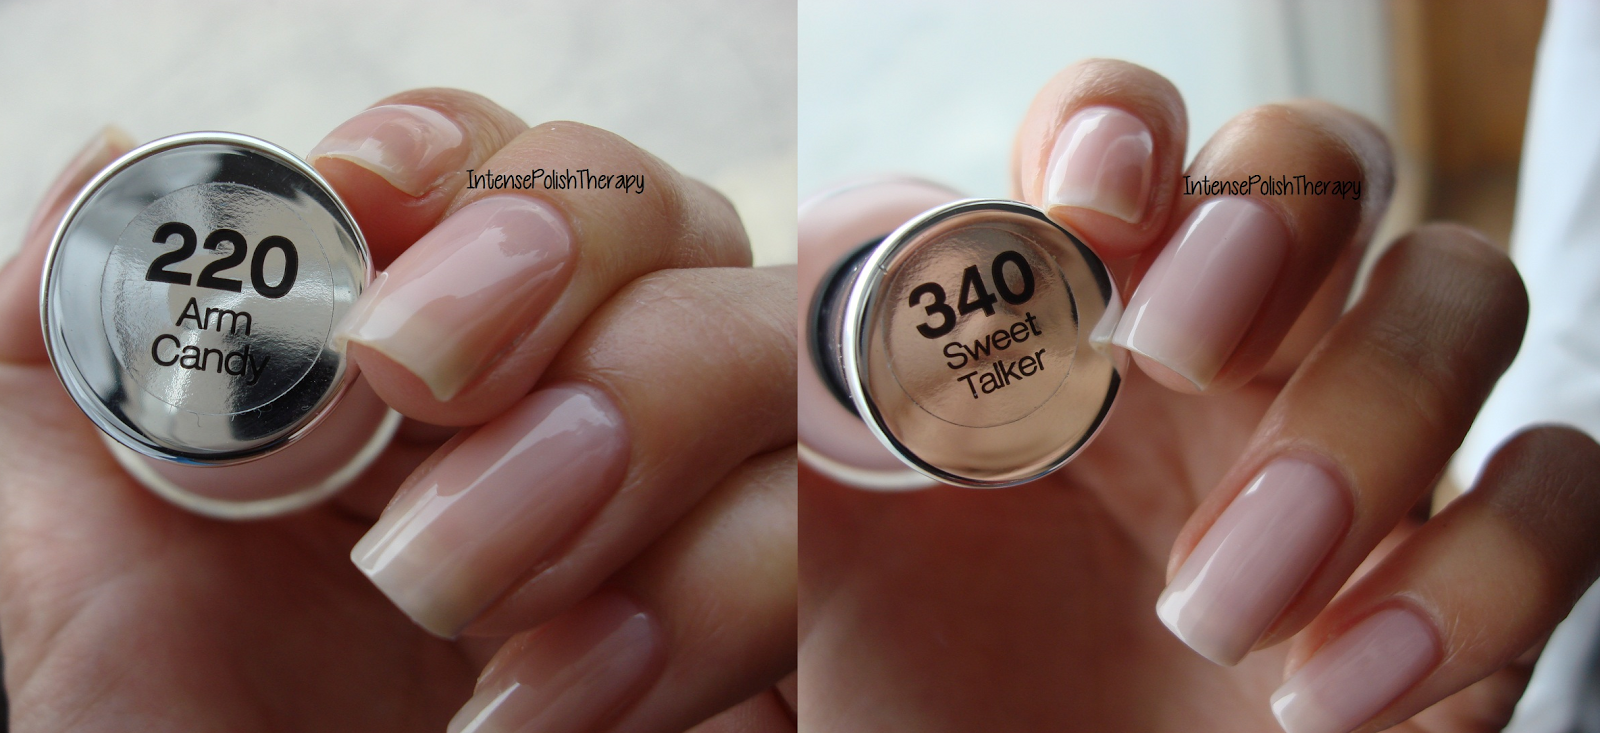 220
Arm
Candy
IntensePolishTherapy
340
Sweet
Talker
IntensePolishTherapy